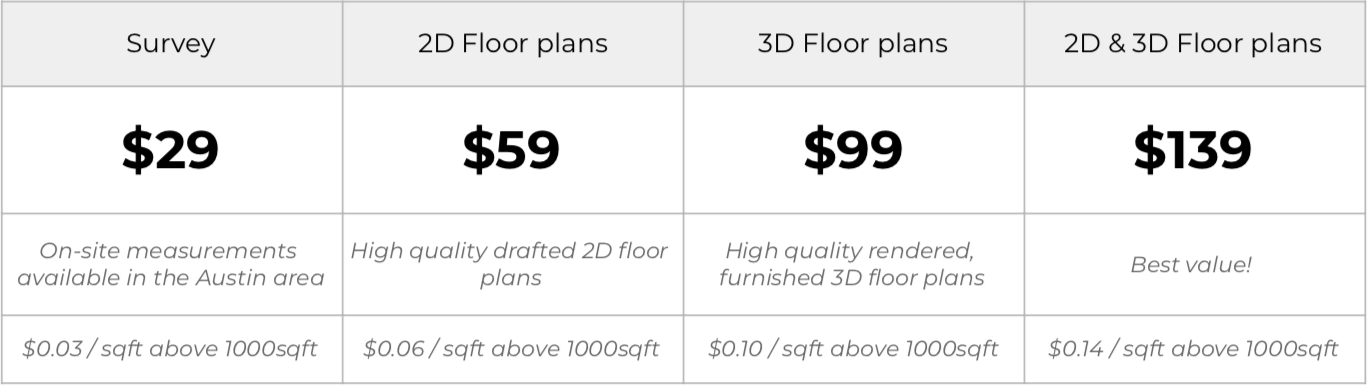 Survey
2D Floor plans
3D Floor plans
2D & 3D Floor plans
$29
$59
$99
$139
On-site measurements
available in the Austin area
High quality drafted 2D floor
plans
High quality rendered,
furnished 3D floor plans
Best value!
$0.03 / sqft above 1000sqft
$0.06 / sqft above 1000sqft
$0.10 / sqft above 1000sqft
$0.14 / sqft above 1000sqft